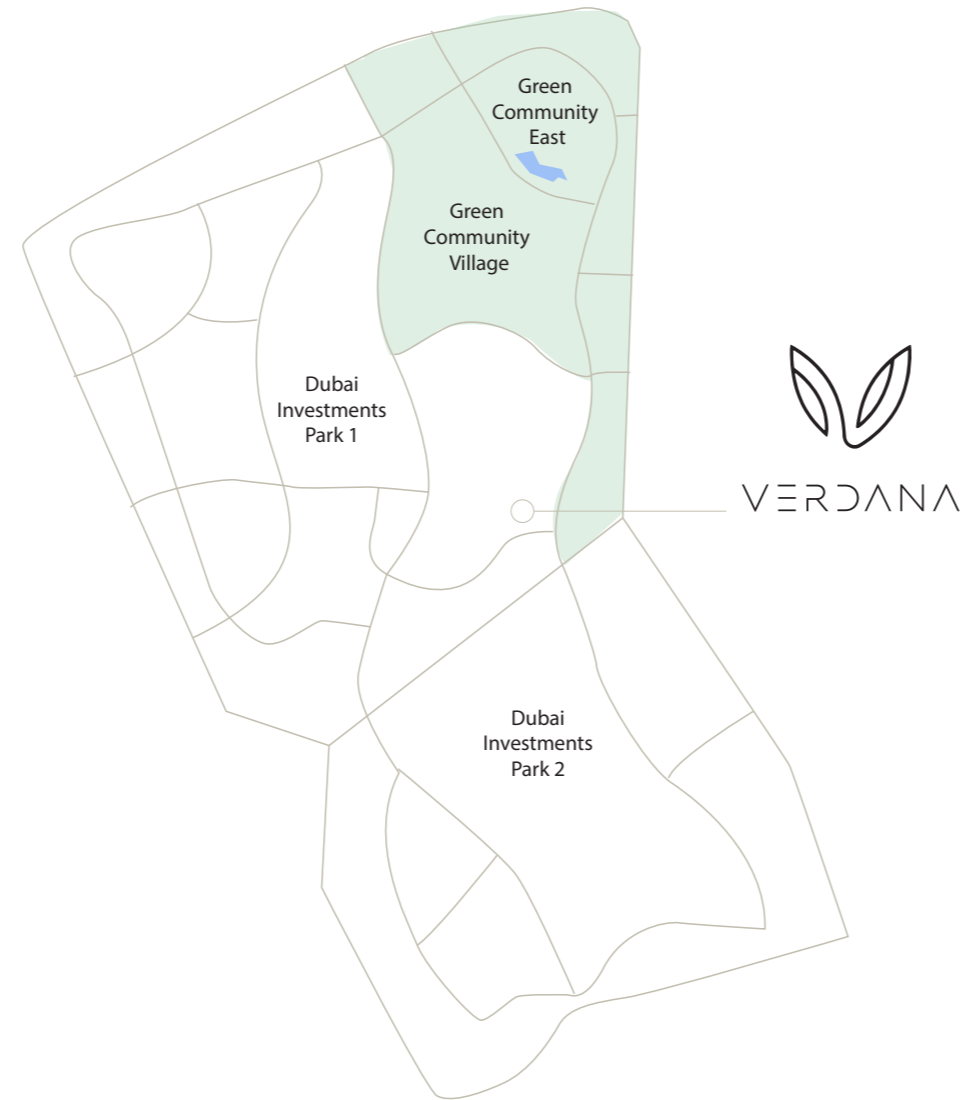 Green
Community
East
Green
Community
Village
Dubai
Investments
Park 1
VERDANA
Dubai
Investments
Park 2